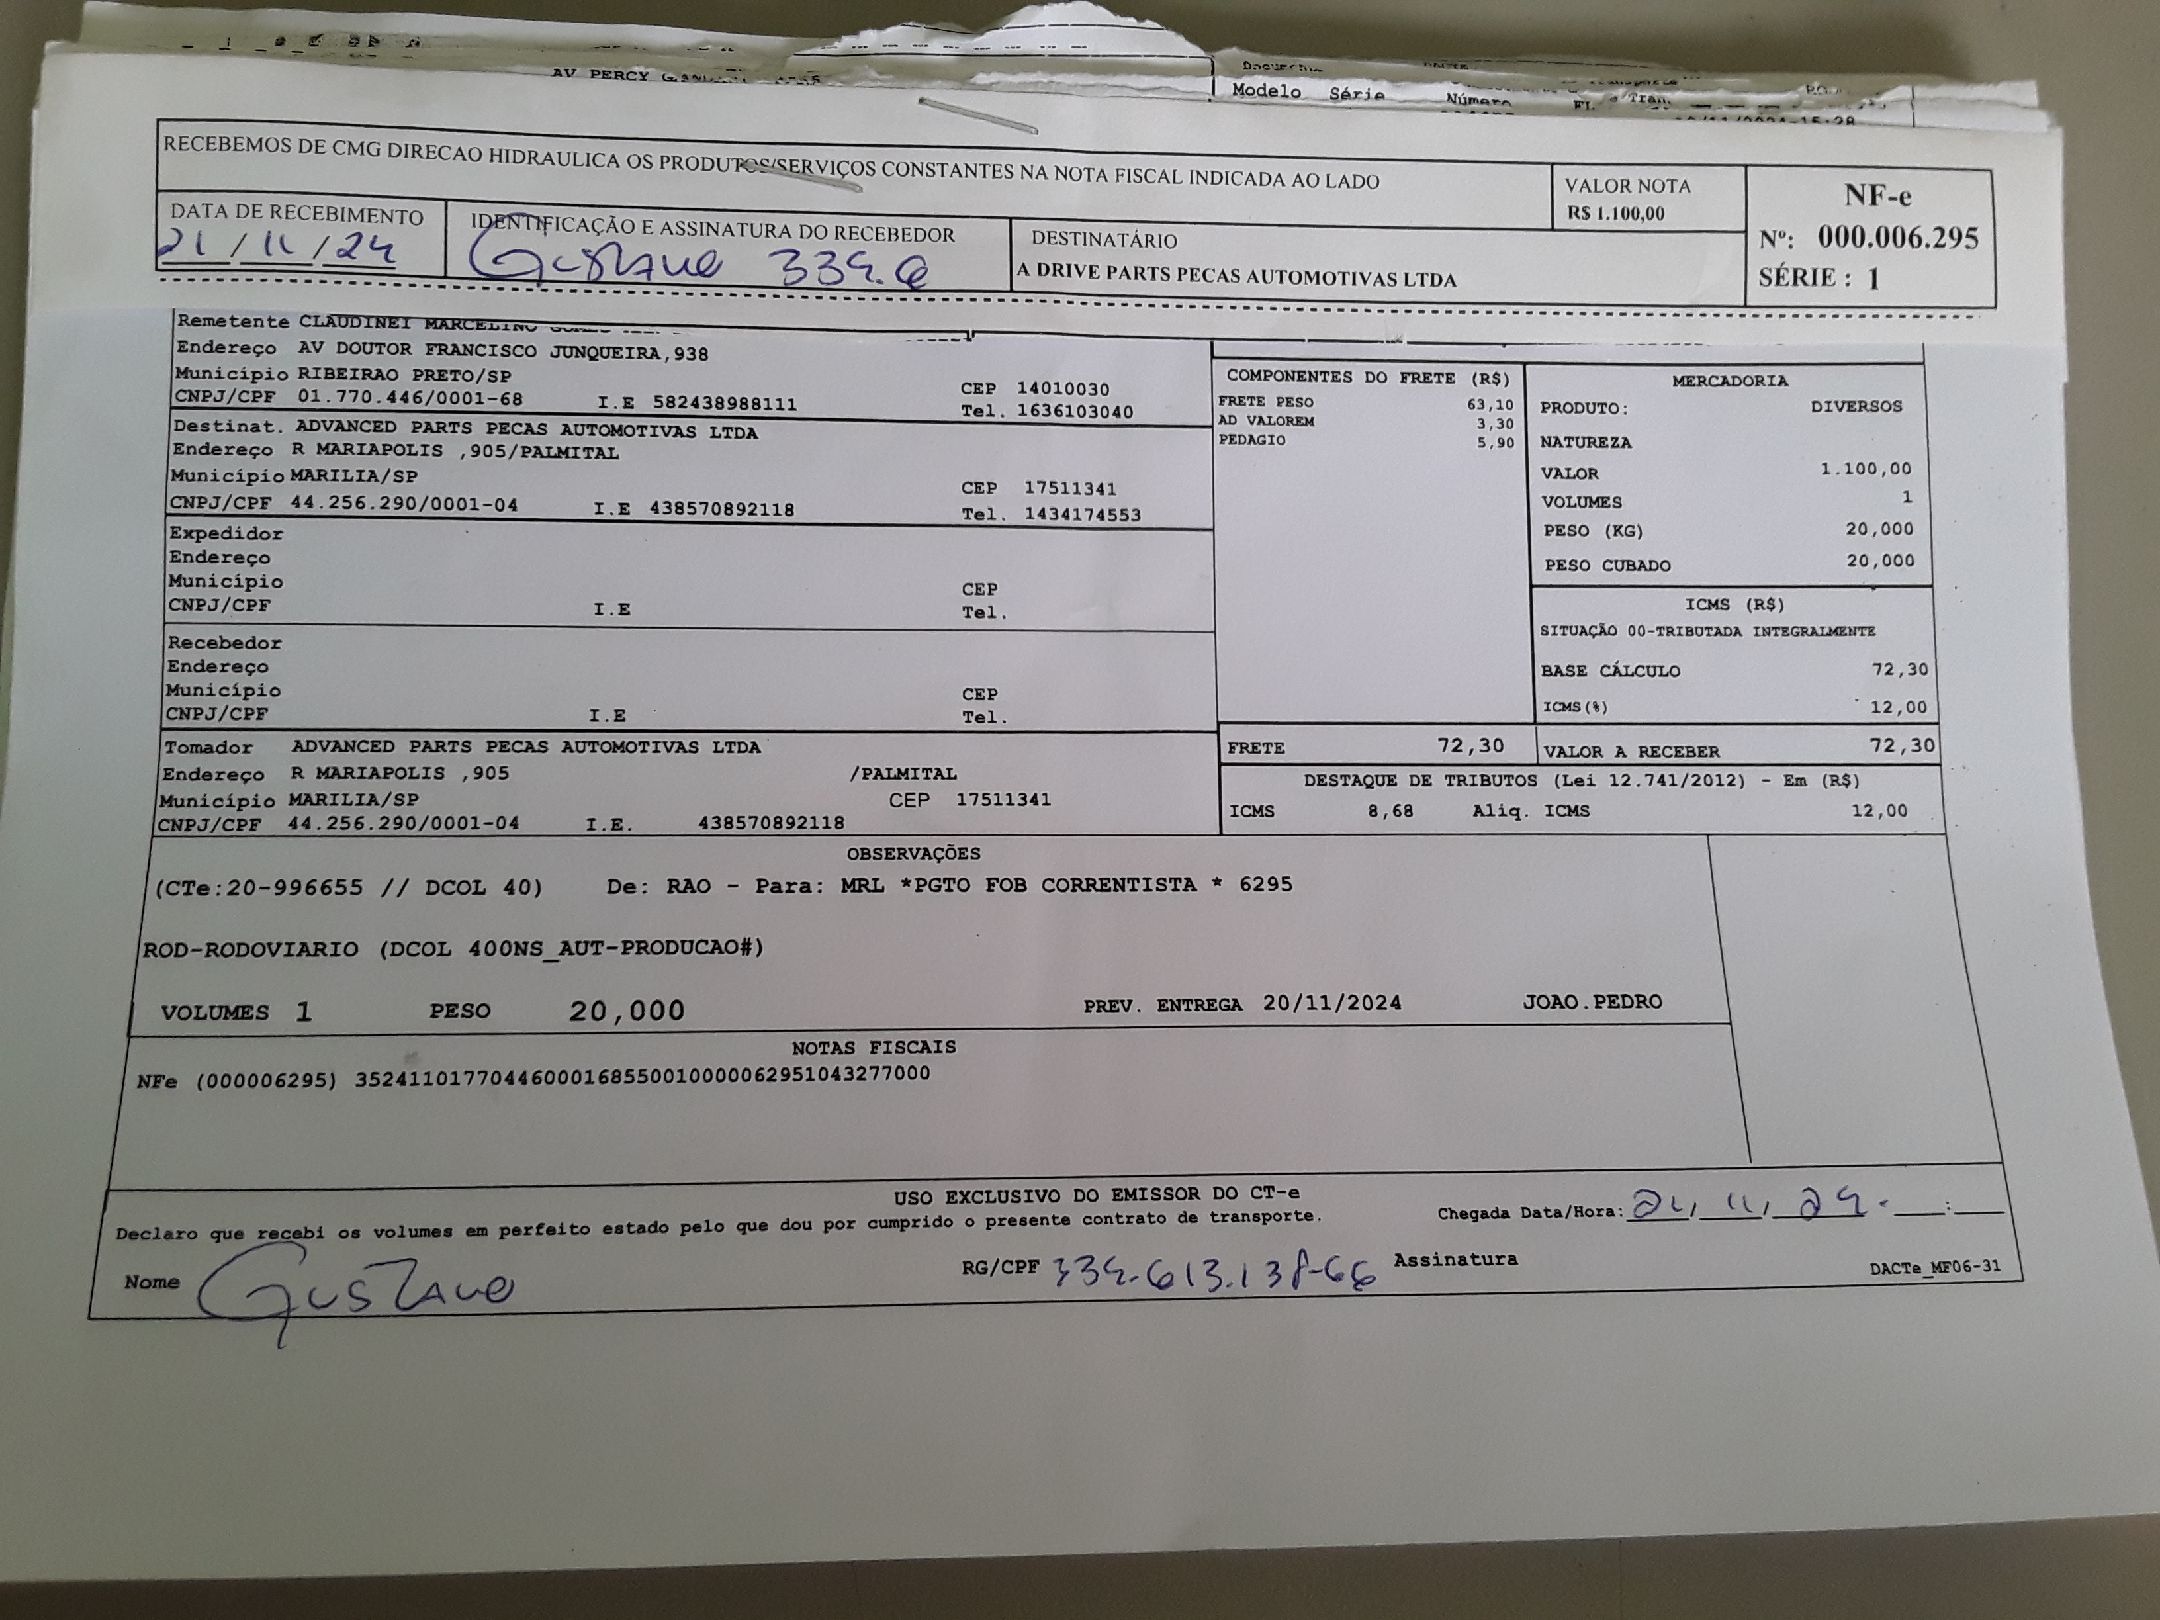 AV PERCY
Modelo Série Número
RECEBEMOS DE CMG DIRECAO HIDRAULICA OS PRODUTOS/SERVIÇOS CONSTANTES NA NOTA FISCAL INDICADA AO LADO
VALOR NOTA
R$ 1.100,00
NF-e
Nº: 000.006.295
SÉRIE : 1
DATA DE RECEBIMENTO
21/11/24
IDENTIFICAÇÃO E ASSINATURA DO RECEBEDOR
Gustavo 339.6
DESTINATÁRIO
A DRIVE PARTS PECAS AUTOMOTIVAS LTDA
Remetente CLAUDINEI MARCELINO
Endereço AV DOUTOR FRANCISCO JUNQUEIRA,938
Município RIBEIRAO PRETO/SP
CEP 14010030
CNPJ/CPF 01.770.446/0001-68 I.E 582438988111 Tel. 1636103040
Destinat. ADVANCED PARTS PECAS AUTOMOTIVAS LTDA
Endereço R MARIAPOLIS ,905/PALMITAL
Município MARILIA/SP CEP 17511341
CNPJ/CPF 44.256.290/0001-04 I.E 438570892118 Tel. 1434174553
Expedidor
Endereço
Município CEP
CNPJ/CPF I.E Tel.
Recebedor
Endereço
Município CEP
CNPJ/CPF I.E Tel.
Tomador ADVANCED PARTS PECAS AUTOMOTIVAS LTDA
Endereço R MARIAPOLIS ,905 /PALMITAL
Município MARILIA/SP CEP 17511341
CNPJ/CPF 44.256.290/0001-04 I.E. 438570892118
COMPONENTES DO FRETE (R$)
FRETE PESO 63,10
AD VALOREM 3,30
PEDAGIO 5,90
MERCADORIA
PRODUTO: DIVERSOS
NATUREZA
VALOR 1.100,00
VOLUMES 1
PESO (KG) 20,000
PESO CUBADO 20,000
ICMS (R$)
SITUAÇÃO 00-TRIBUTADA INTEGRALMENTE
BASE CÁLCULO 72,30
ICMS(%) 12,00
FRETE 72,30 VALOR A RECEBER 72,30
DESTAQUE DE TRIBUTOS (Lei 12.741/2012) - Em (R$)
ICMS 8,68 Aliq. ICMS 12,00
OBSERVAÇÕES
(CTe:20-996655 // DCOL 40) De: RAO - Para: MRL *PGTO FOB CORRENTISTA * 6295
ROD-RODOVIARIO (DCOL 400NS_AUT-PRODUCAO#)
VOLUMES 1 PESO 20,000 PREV. ENTREGA 20/11/2024 JOAO.PEDRO
NOTAS FISCAIS
NFe (000006295) 35241101770446000168550010000062951043277000
USO EXCLUSIVO DO EMISSOR DO CT-e
Declaro que recebi os volumes em perfeito estado pelo que dou por cumprido o presente contrato de transporte.
Chegada Data/Hora: 21, 11, 24. :
Nome Gustavo RG/CPF 339.613.138-66 Assinatura
DACTe_MF06-31